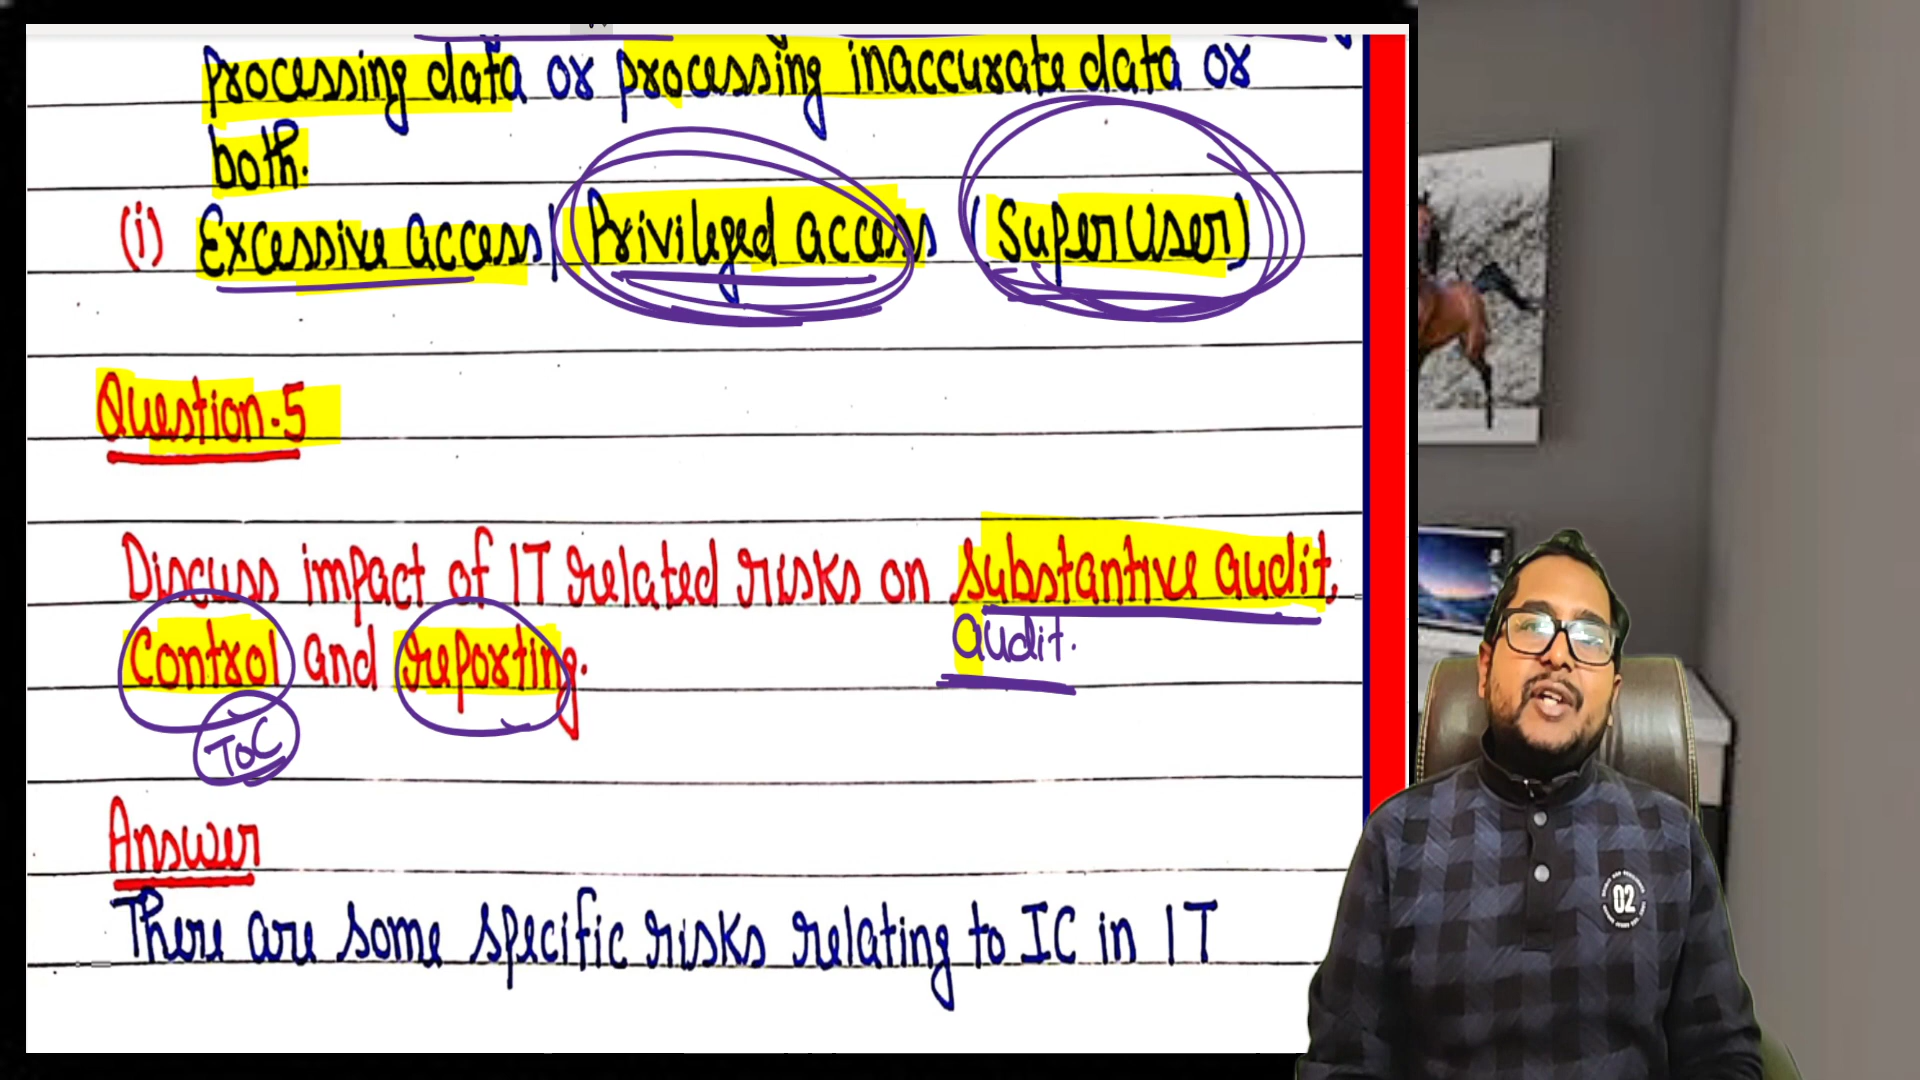 processing data or processing inaccurate data or
both.
(i) Excessive access | Privileged access (Super User)
Question.5
Discuss impact of IT related risks on substantive audit,
audit.
Control and reporting.
ToC
Answer
There are some specific risks relating to IC in IT
02